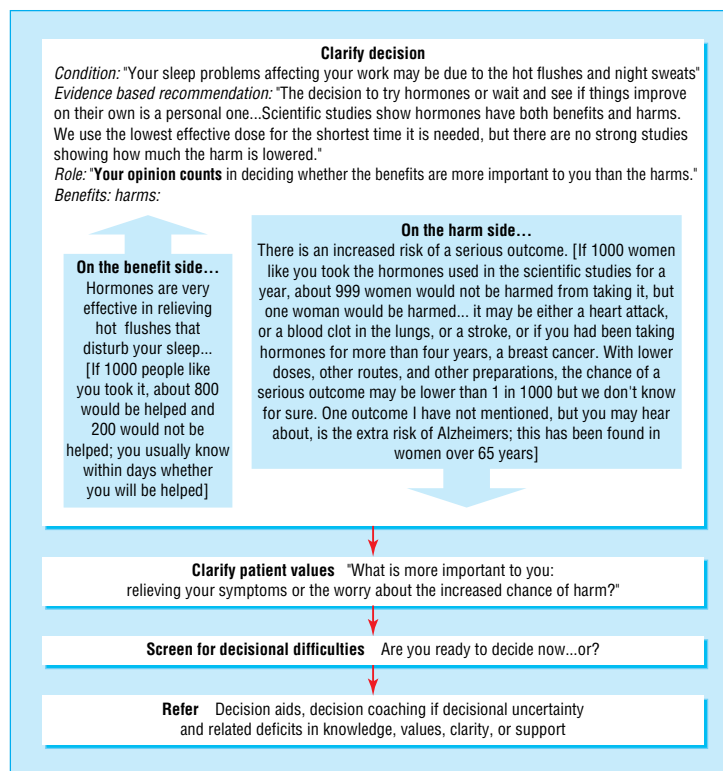 Clarify decision
Condition: "Your sleep problems affecting your work may be due to the hot flushes and night sweats"
Evidence based recommendation: "The decision to try hormones or wait and see if things improve
on their own is a personal one...Scientific studies show hormones have both benefits and harms.
We use the lowest effective dose for the shortest time it is needed, but there are no strong studies
showing how much the harm is lowered."
Role: "Your opinion counts in deciding whether the benefits are more important to you than the harms."
Benefits: harms:
On the benefit side...
Hormones are very
effective in relieving
hot flushes that
disturb your sleep...
[If 1000 people like
you took it, about 800
would be helped and
200 would not be
helped; you usually know
within days whether
you will be helped]
On the harm side...
There is an increased risk of a serious outcome. [If 1000 women
like you took the hormones used in the scientific studies for a
year, about 999 women would not be harmed from taking it, but
one woman would be harmed... it may be either a heart attack,
or a blood clot in the lungs, or a stroke, or if you had been taking
hormones for more than four years, a breast cancer. With lower
doses, other routes, and other preparations, the chance of a
serious outcome may be lower than 1 in 1000 but we don't know
for sure. One outcome I have not mentioned, but you may hear
about, is the extra risk of Alzheimers; this has been found in
women over 65 years]
Clarify patient values "What is more important to you:
relieving your symptoms or the worry about the increased chance of harm?"
Screen for decisional difficulties Are you ready to decide now...or?
Refer Decision aids, decision coaching if decisional uncertainty
and related deficits in knowledge, values, clarity, or support